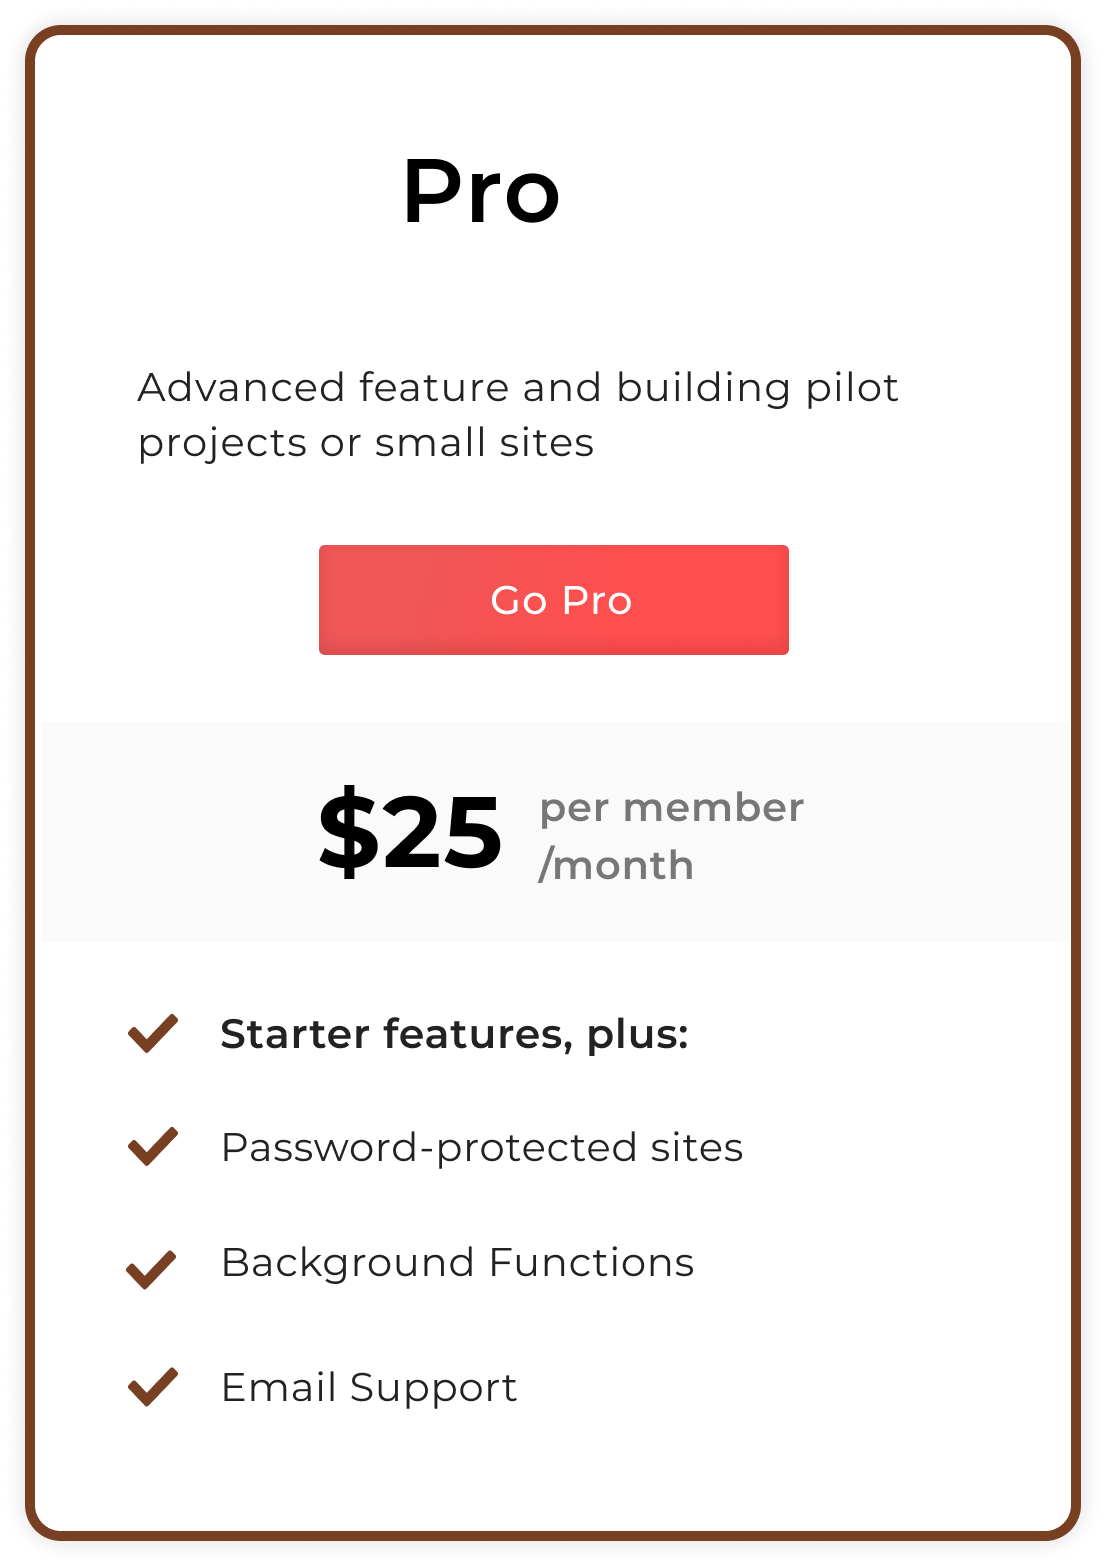 Pro
Advanced feature and building pilot
projects or small sites
Go Pro
$25
per member
/month
Starter features, plus:
Password-protected sites
Background Functions
Email Support